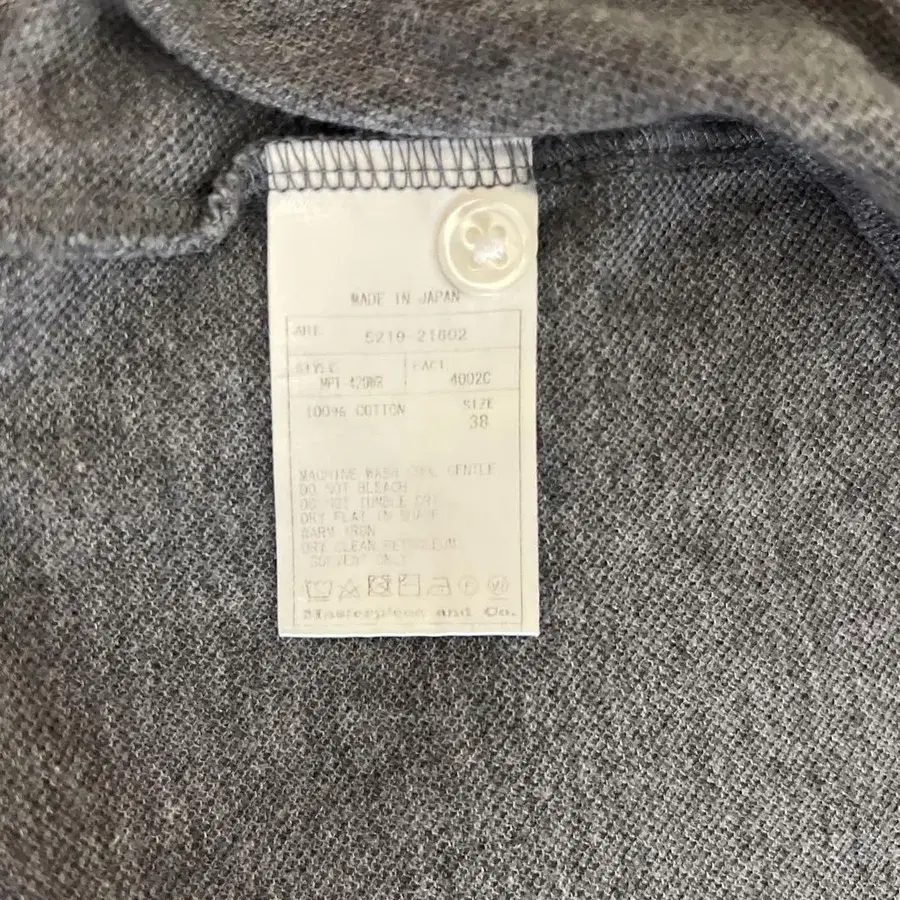 MADE IN JAPAN
ART. 5219-21602
STYLE FACT
4002C
100% COTTON SIZE
38
MACHINE WASH COOL GENTLE
DO NOT BLEACH
DO NOT TUMBLE DRY
DRY FLAT IN SHADE
WARM IRON
DRY CLEAN PETROLEUM
SOLVENT ONLY
Masterpiece and Co.